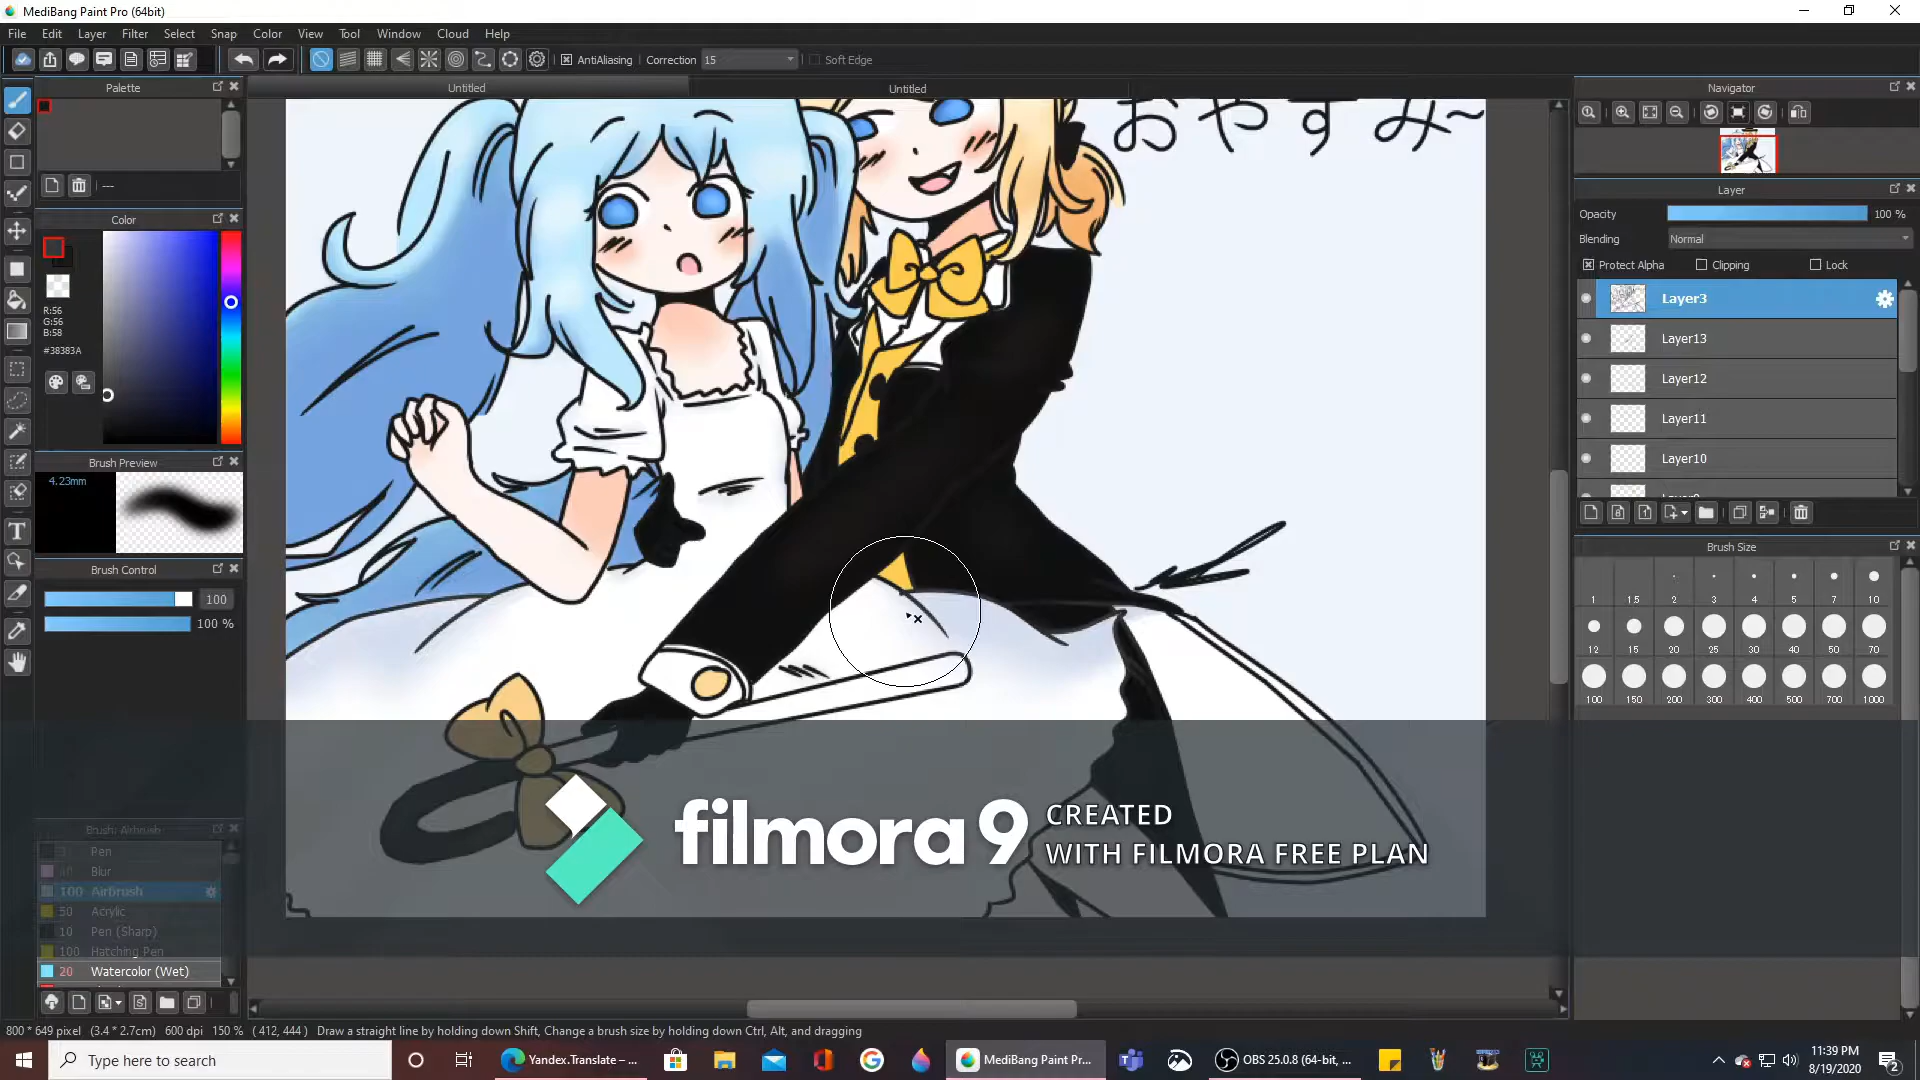 MediBang Paint Pro (64bit)
File Edit Layer Filter Select Snap Color View Tool Window Cloud Help
AntiAliasing Correction 15 Soft Edge
Palette
Untitled
Untitled
Navigator
---
Color
R:56
G:56
B:58
#38383A
Brush Preview
4.23mm
Brush Control
100
100 %
Brush: Airbrush
Pen
Blur
100 Airbrush
50 Acrylic
10 Pen (Sharp)
100 Hatching Pen
20 Watercolor (Wet)
おやすみ~
filmora 9
CREATED
WITH FILMORA FREE PLAN
Layer
Opacity 100 %
Blending Normal
Protect Alpha Clipping Lock
Layer3
Layer13
Layer12
Layer11
Layer10
Brush Size
1 1.5 2 3 4 5 7 10
12 15 20 25 30 40 50 70
100 150 200 300 400 500 700 1000
800 * 649 pixel (3.4 * 2.7cm) 600 dpi 150 % ( 412, 444 ) Draw a straight line by holding down Shift, Change a brush size by holding down Ctrl, Alt, and dragging
Type here to search
Yandex.Translate – ...
MediBang Paint Pr...
OBS 25.0.8 (64-bit, ...
11:39 PM
8/19/2020
2